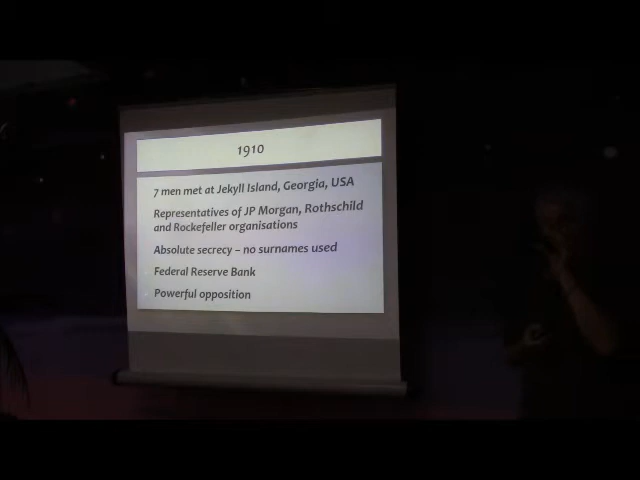 1910
7 men met at Jekyll Island, Georgia, USA
Representatives of JP Morgan, Rothschild
and Rockefeller organisations
Absolute secrecy – no surnames used
Federal Reserve Bank
Powerful opposition